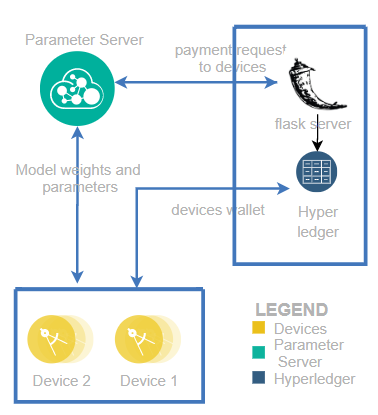 Parameter Server
payment request
to devices
flask server
Model weights and
parameters
devices wallet
Hyper
ledger
Device 2
Device 1
LEGEND
Devices
Parameter
Server
Hyperledger